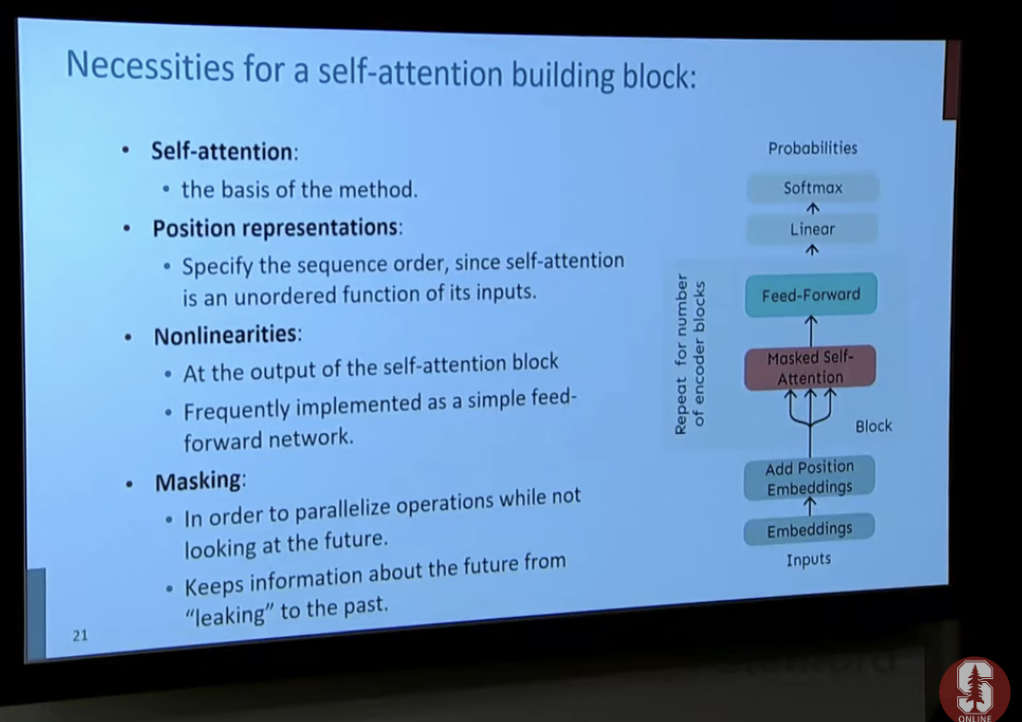 Necessities for a self-attention building block:
• Self-attention:
• the basis of the method.
• Position representations:
• Specify the sequence order, since self-attention
is an unordered function of its inputs.
• Nonlinearities:
• At the output of the self-attention block
• Frequently implemented as a simple feed-
forward network.
• Masking:
• In order to parallelize operations while not
looking at the future.
• Keeps information about the future from
“leaking” to the past.
21
Probabilities
Softmax
Linear
Repeat for number
of encoder blocks
Feed-Forward
Masked Self-
Attention
Block
Add Position
Embeddings
Embeddings
Inputs
S
ONLINE